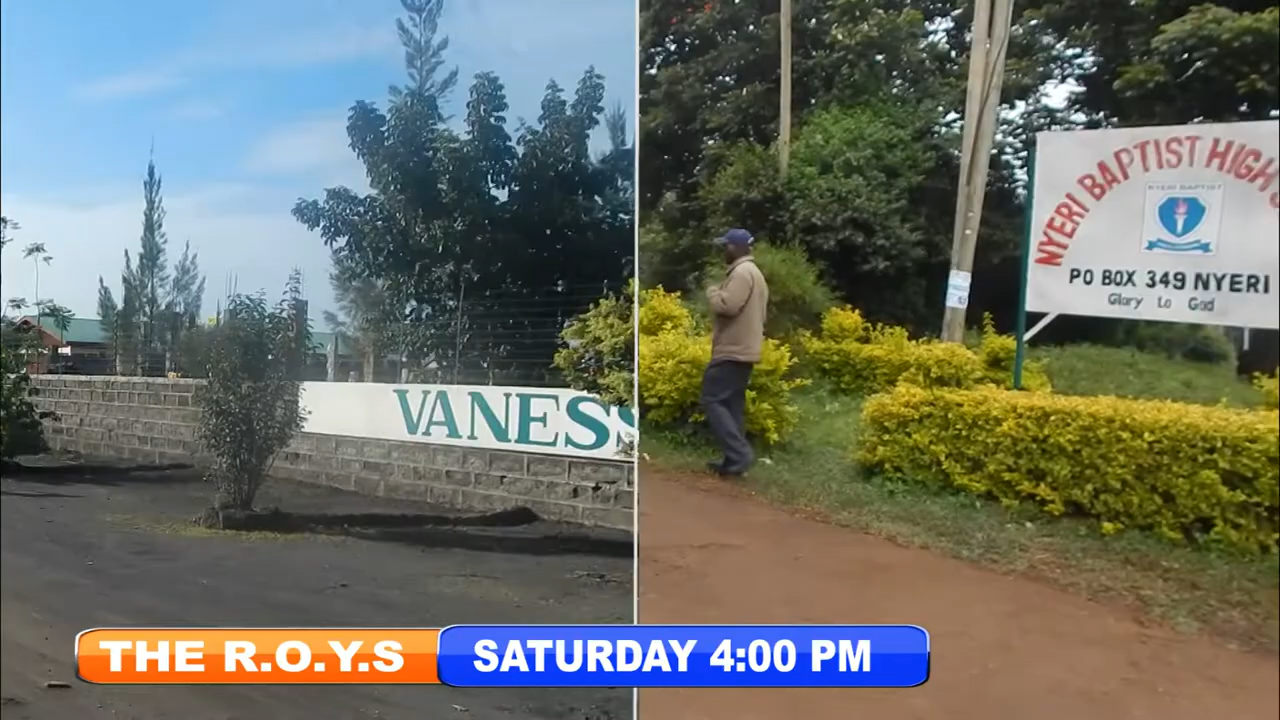 VANESS
NYERI BAPTIST HIGH
NYERI BAPTIST
PO BOX 349 NYERI
Glory to God
THE R.O.Y.S
SATURDAY 4:00 PM